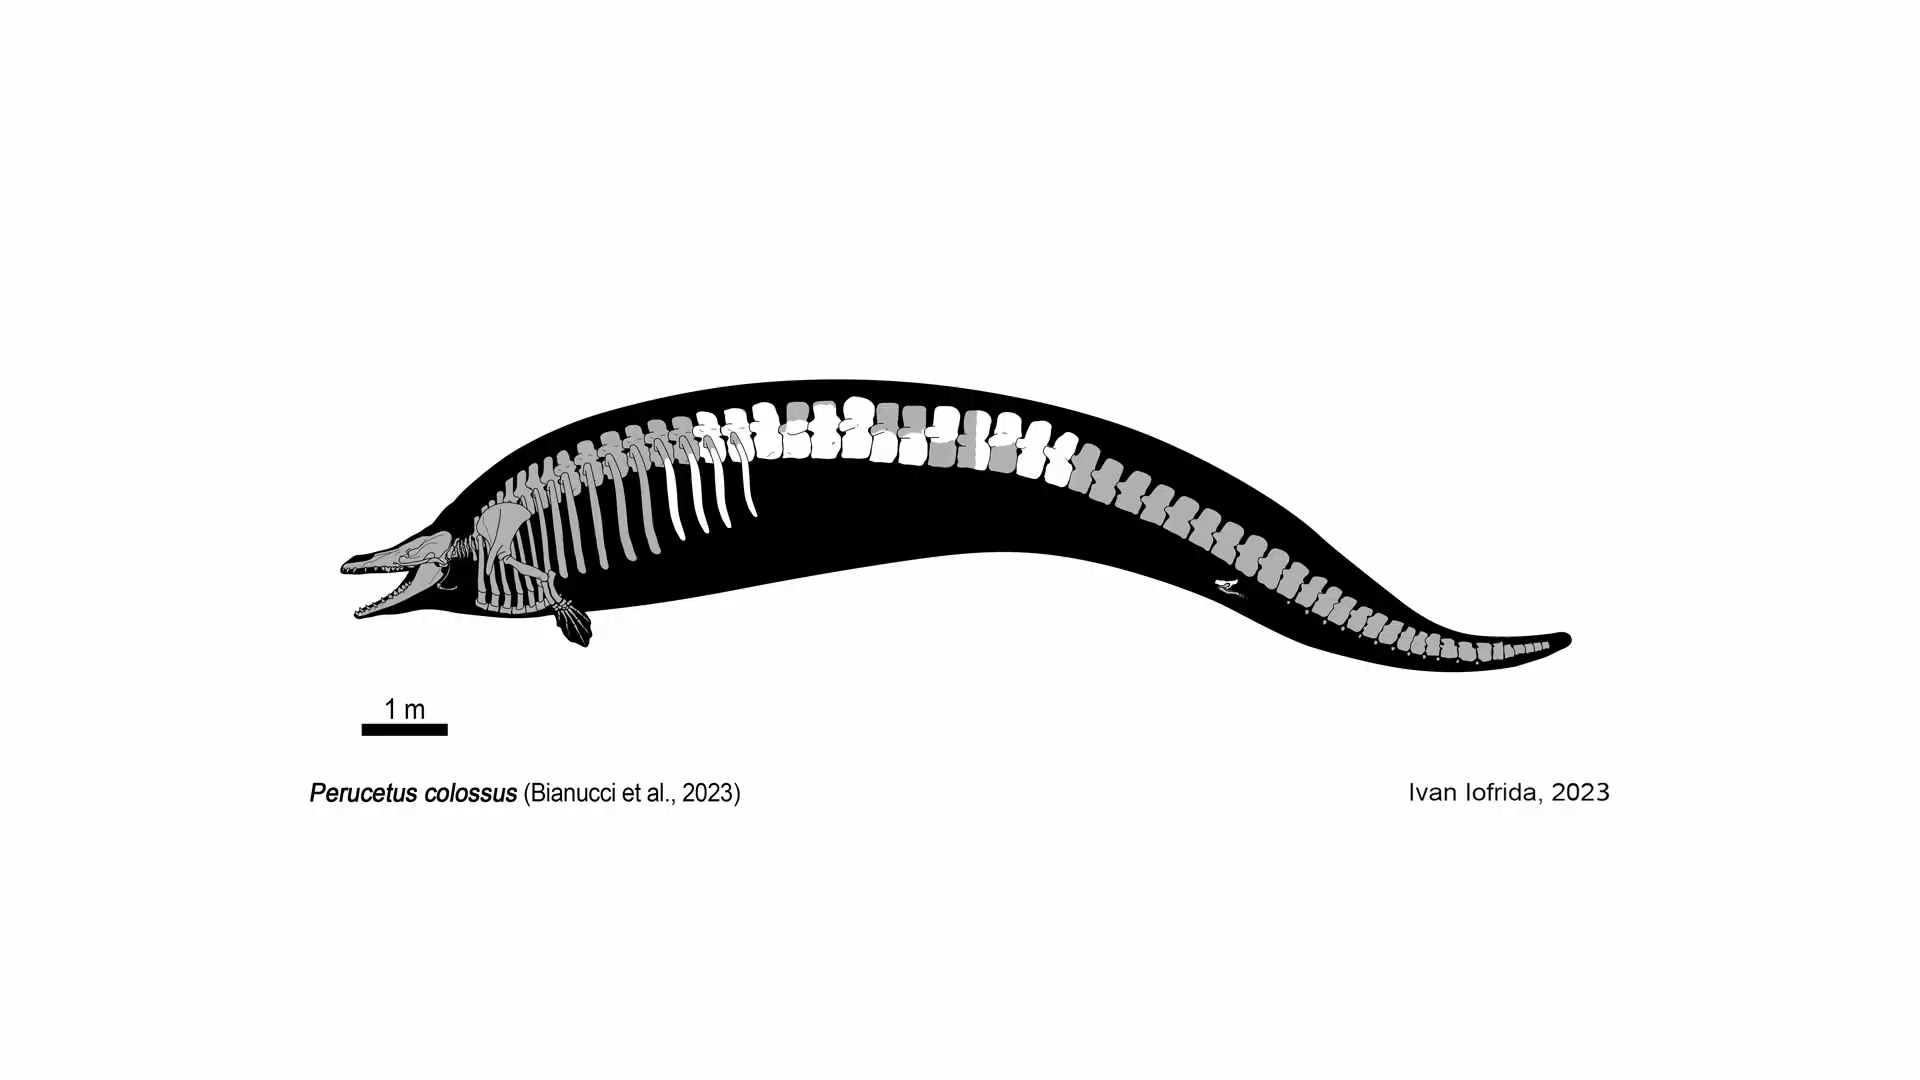 1 m
Perucetus colossus (Bianucci et al., 2023)
Ivan Iofrida, 2023